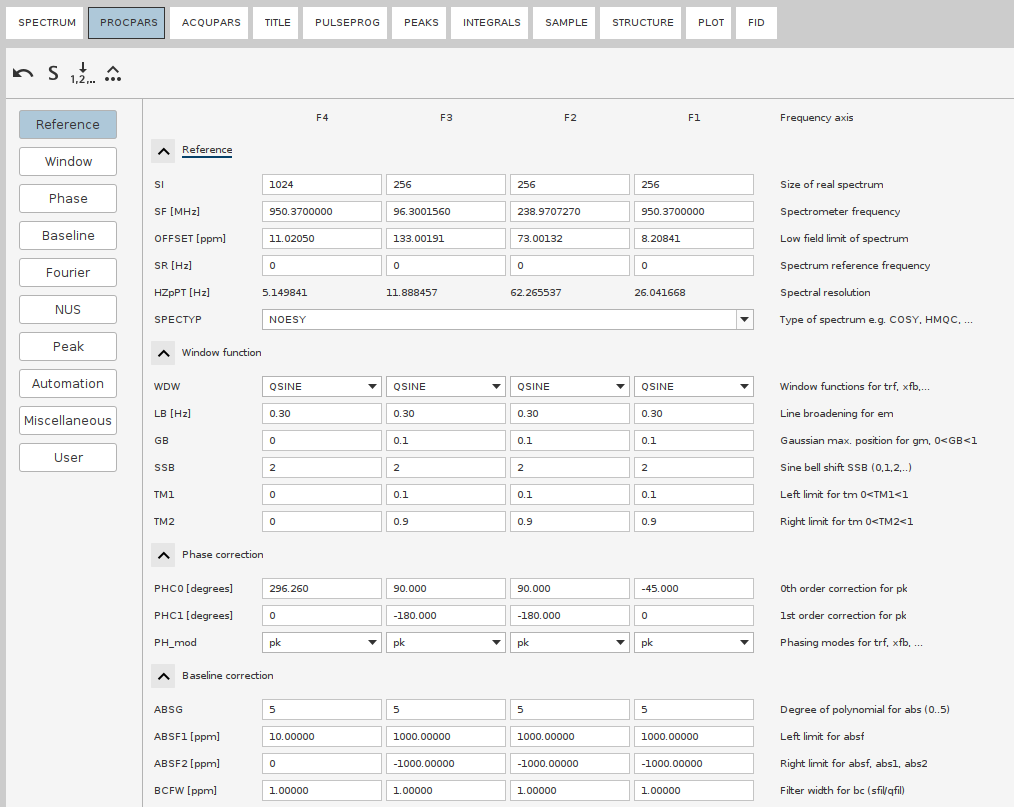 SPECTRUM PROCPARS ACQUPARS TITLE PULSEPROG PEAKS INTEGRALS SAMPLE STRUCTURE PLOT FID
S 1,2,...
Reference
Window
Phase
Baseline
Fourier
NUS
Peak
Automation
Miscellaneous
User
F4 F3 F2 F1 Frequency axis
Reference
SI 1024 256 256 256 Size of real spectrum
SF [MHz] 950.3700000 96.3001560 238.9707270 950.3700000 Spectrometer frequency
OFFSET [ppm] 11.02050 133.00191 73.00132 8.20841 Low field limit of spectrum
SR [Hz] 0 0 0 0 Spectrum reference frequency
HZpPT [Hz] 5.149841 11.888457 62.265537 26.041668 Spectral resolution
SPECTYP NOESY Type of spectrum e.g. COSY, HMQC, ...
Window function
WDW QSINE QSINE QSINE QSINE Window functions for trf, xfb,...
LB [Hz] 0.30 0.30 0.30 0.30 Line broadening for em
GB 0 0.1 0.1 0.1 Gaussian max. position for gm, 0<GB<1
SSB 2 2 2 2 Sine bell shift SSB (0,1,2,..)
TM1 0 0.1 0.1 0.1 Left limit for tm 0<TM1<1
TM2 0 0.9 0.9 0.9 Right limit for tm 0<TM2<1
Phase correction
PHC0 [degrees] 296.260 90.000 90.000 -45.000 0th order correction for pk
PHC1 [degrees] 0 -180.000 -180.000 0 1st order correction for pk
PH_mod pk pk pk pk Phasing modes for trf, xfb, ...
Baseline correction
ABSG 5 5 5 5 Degree of polynomial for abs (0..5)
ABSF1 [ppm] 10.00000 1000.00000 1000.00000 1000.00000 Left limit for absf
ABSF2 [ppm] 0 -1000.00000 -1000.00000 -1000.00000 Right limit for absf, abs1, abs2
BCFW [ppm] 1.00000 1.00000 1.00000 1.00000 Filter width for bc (sfil/qfil)